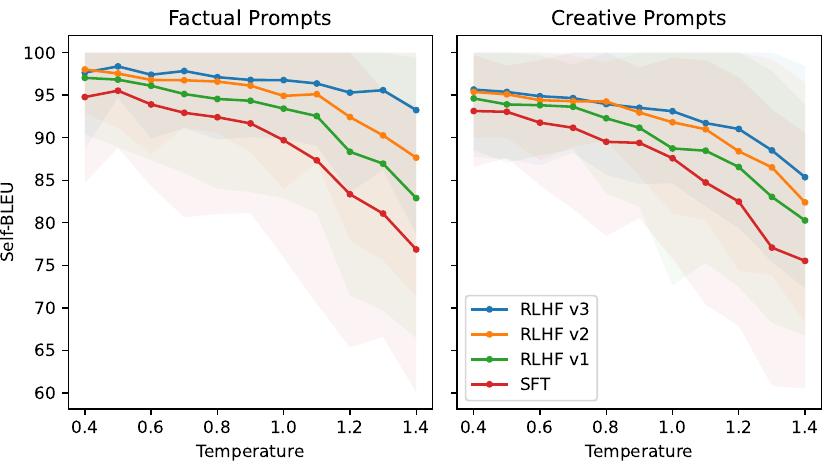 Factual Prompts
Creative Prompts
Self-BLEU
100
95
90
85
80
75
70
65
60
0.4 0.6 0.8 1.0 1.2 1.4
Temperature
RLHF v3
RLHF v2
RLHF v1
SFT
0.4 0.6 0.8 1.0 1.2 1.4
Temperature